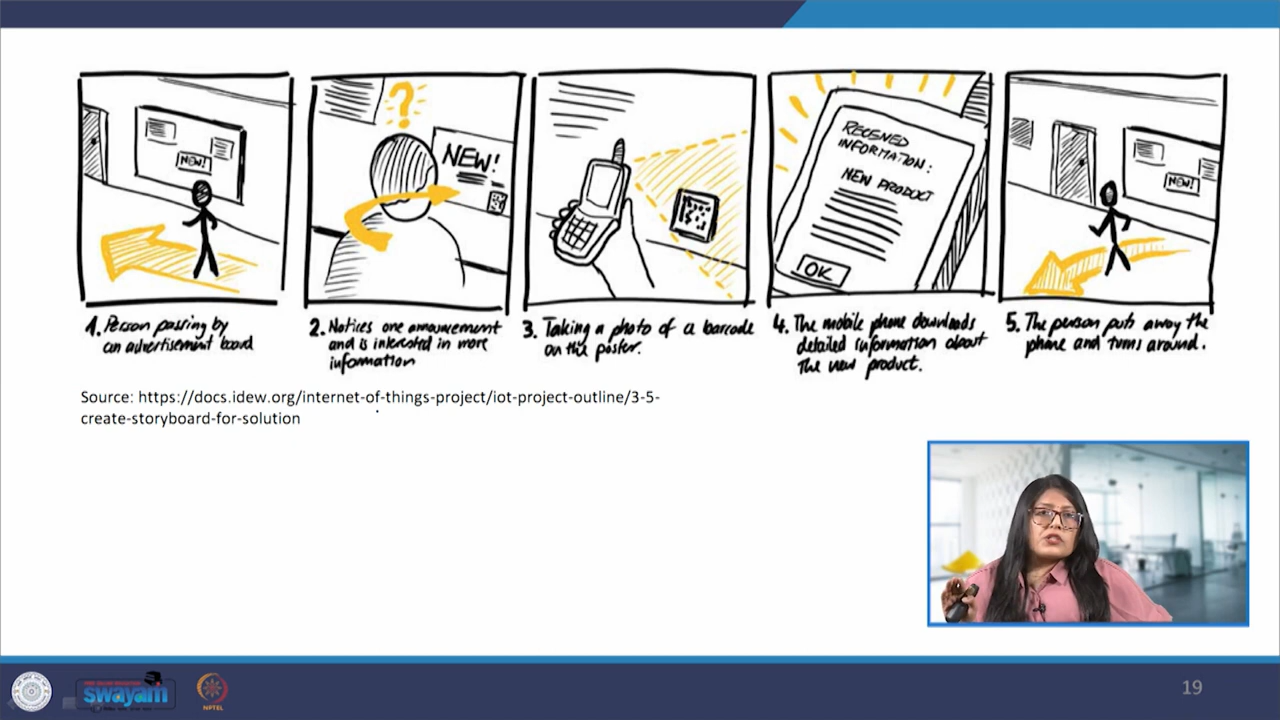 NEW!
?
NEW!
RECEIVED
INFORMATION:
NEW PRODUCT
OK
NEW!
1. Person passing by
an advertisement board
2. Notices one announcement
and is interested in more
information
3. Taking a photo of a barcode
on the poster.
4. The mobile phone downloads
detailed information about
the new product.
5. The person puts away the
phone and turns around.
Source: https://docs.idew.org/internet-of-things-project/iot-project-outline/3-5-
create-storyboard-for-solution
swayam
NPTEL
19